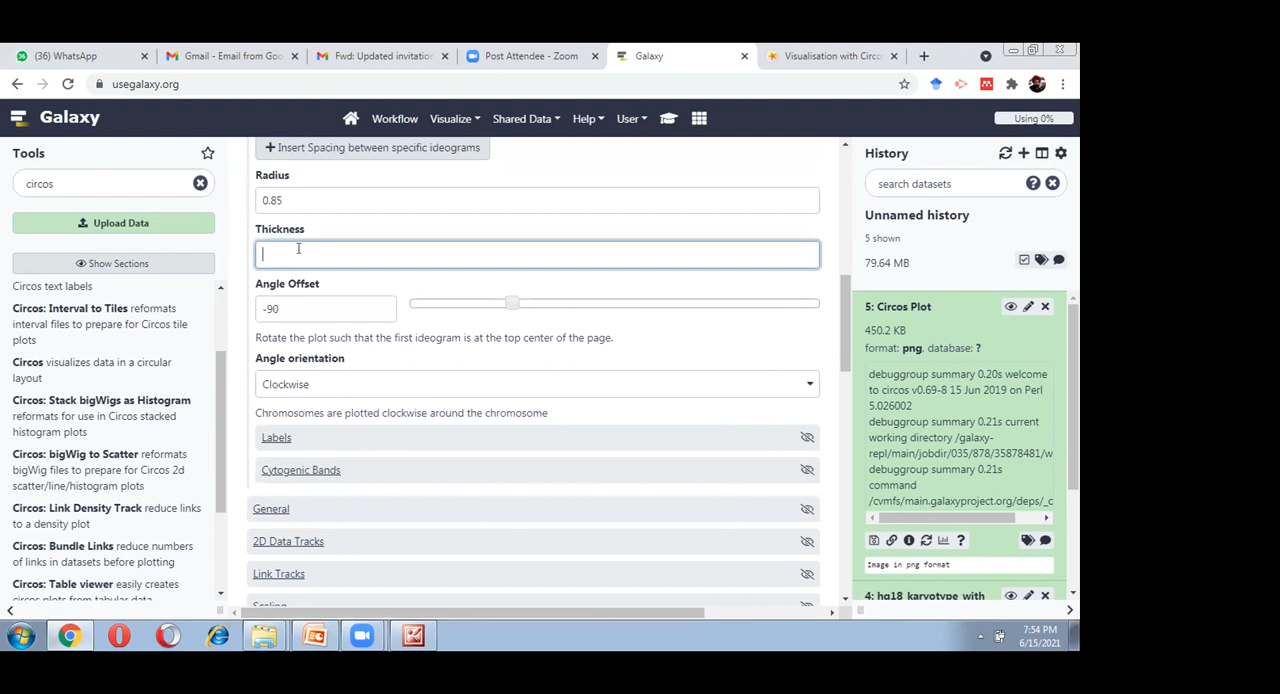 (36) WhatsApp
Gmail - Email from Goo
Fwd: Updated invitation
Post Attendee - Zoom
Galaxy
Visualisation with Circo
usegalaxy.org
Galaxy
Workflow
Visualize
Shared Data
Help
User
Using 0%
Tools
circos
Upload Data
Show Sections
Circos text labels
Circos: Interval to Tiles reformats
interval files to prepare for Circos tile
plots
Circos visualizes data in a circular
layout
Circos: Stack bigWigs as Histogram
reformats for use in Circos stacked
histogram plots
Circos: bigWig to Scatter reformats
bigWig files to prepare for Circos 2d
scatter/line/histogram plots
Circos: Link Density Track reduce links
to a density plot
Circos: Bundle Links reduce numbers
of links in datasets before plotting
Circos: Table viewer easily creates
circos plots from tabular data
Insert Spacing between specific ideograms
Radius
0.85
Thickness
Angle Offset
-90
Rotate the plot such that the first ideogram is at the top center of the page.
Angle orientation
Clockwise
Chromosomes are plotted clockwise around the chromosome
Labels
Cytogenic Bands
General
2D Data Tracks
Link Tracks
Scaling
History
search datasets
Unnamed history
5 shown
79.64 MB
5: Circos Plot
450.2 KB
format: png, database: ?
debuggroup summary 0.20s welcome
to circos v0.69-8 15 Jun 2019 on Perl
5.026002
debuggroup summary 0.21s current
working directory /galaxy-
repl/main/jobdir/035/878/35878481/w
debuggroup summary 0.21s
command
/cvmfs/main.galaxyproject.org/deps/_c
Image in png format
4: hg18 karyotype with
7:54 PM
6/15/2021